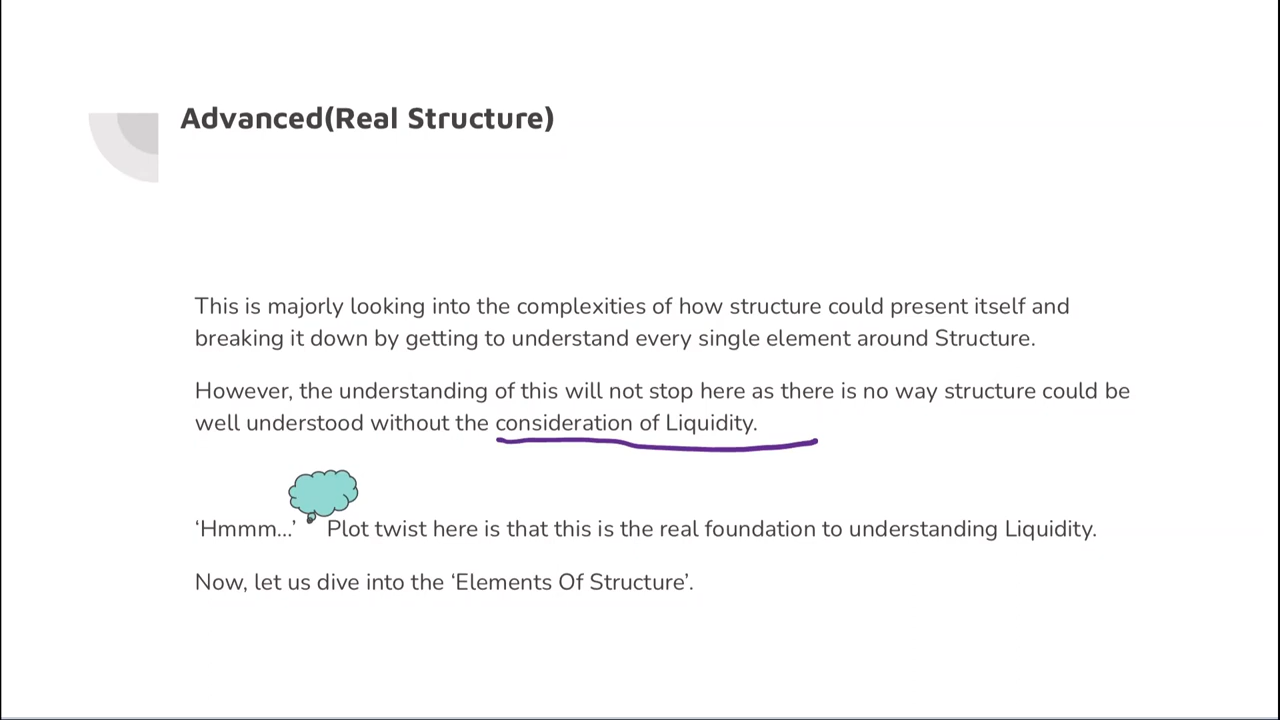 Advanced(Real Structure)
This is majorly looking into the complexities of how structure could present itself and
breaking it down by getting to understand every single element around Structure.
However, the understanding of this will not stop here as there is no way structure could be
well understood without the consideration of Liquidity.
‘Hmmm...’ Plot twist here is that this is the real foundation to understanding Liquidity.
Now, let us dive into the ‘Elements Of Structure’.